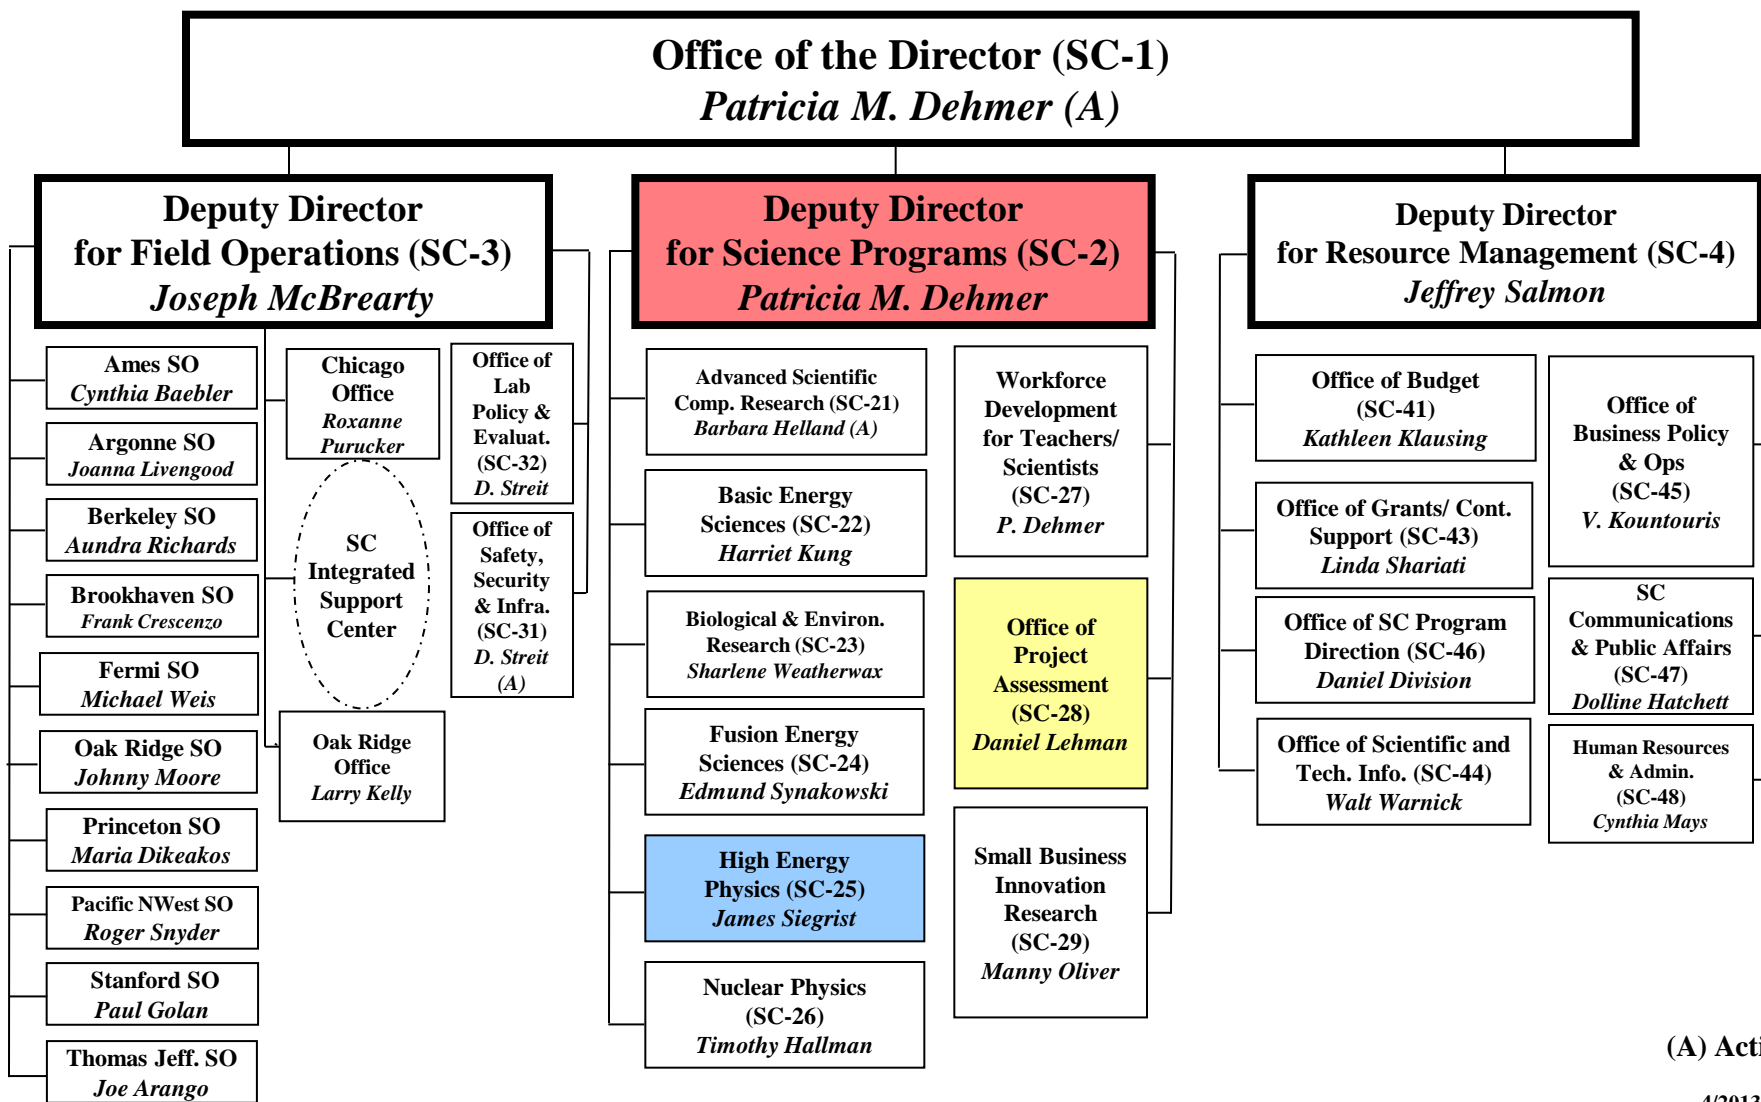 Office of the Director (SC-1)
Patricia M. Dehmer (A)
Deputy Director
for Field Operations (SC-3)
Joseph McBrearty
Deputy Director
for Science Programs (SC-2)
Patricia M. Dehmer
Deputy Director
for Resource Management (SC-4)
Jeffrey Salmon
Ames SO
Cynthia Baebler
Argonne SO
Joanna Livengood
Berkeley SO
Aundra Richards
Brookhaven SO
Frank Crescenzo
Fermi SO
Michael Weis
Oak Ridge SO
Johnny Moore
Princeton SO
Maria Dikeakos
Pacific NWest SO
Roger Snyder
Stanford SO
Paul Golan
Thomas Jeff. SO
Joe Arango
Chicago
Office
Roxanne
Purucker
SC
Integrated
Support
Center
Oak Ridge
Office
Larry Kelly
Office of
Lab
Policy &
Evaluat.
(SC-32)
D. Streit
Office of
Safety,
Security
& Infra.
(SC-31)
D. Streit
(A)
Advanced Scientific
Comp. Research (SC-21)
Barbara Helland (A)
Basic Energy
Sciences (SC-22)
Harriet Kung
Biological & Environ.
Research (SC-23)
Sharlene Weatherwax
Fusion Energy
Sciences (SC-24)
Edmund Synakowski
High Energy
Physics (SC-25)
James Siegrist
Nuclear Physics
(SC-26)
Timothy Hallman
Workforce
Development
for Teachers/
Scientists
(SC-27)
P. Dehmer
Office of
Project
Assessment
(SC-28)
Daniel Lehman
Small Business
Innovation
Research
(SC-29)
Manny Oliver
Office of Budget
(SC-41)
Kathleen Klausing
Office of Grants/ Cont.
Support (SC-43)
Linda Shariati
Office of SC Program
Direction (SC-46)
Daniel Division
Office of Scientific and
Tech. Info. (SC-44)
Walt Warnick
Office of
Business Policy
& Ops
(SC-45)
V. Kountouris
SC
Communications
& Public Affairs
(SC-47)
Dolline Hatchett
Human Resources
& Admin.
(SC-48)
Cynthia Mays
(A) Acti
4/2013